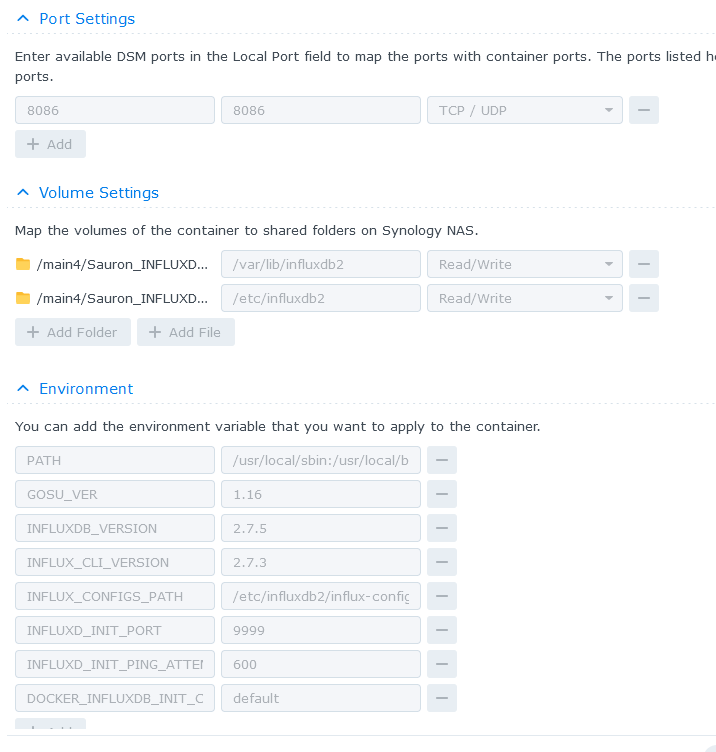 Port Settings
Enter available DSM ports in the Local Port field to map the ports with container ports. The ports listed
ports.
8086 8086 TCP / UDP
Add
Volume Settings
Map the volumes of the container to shared folders on Synology NAS.
/main4/Sauron_INFLUXD... /var/lib/influxdb2 Read/Write
/main4/Sauron_INFLUXD... /etc/influxdb2 Read/Write
Add Folder Add File
Environment
You can add the environment variable that you want to apply to the container.
PATH /usr/local/sbin:/usr/local/b
GOSU_VER 1.16
INFLUXDB_VERSION 2.7.5
INFLUX_CLI_VERSION 2.7.3
INFLUX_CONFIGS_PATH /etc/influxdb2/influx-config
INFLUXD_INIT_PORT 9999
INFLUXD_INIT_PING_ATTEM 600
DOCKER_INFLUXDB_INIT_C default